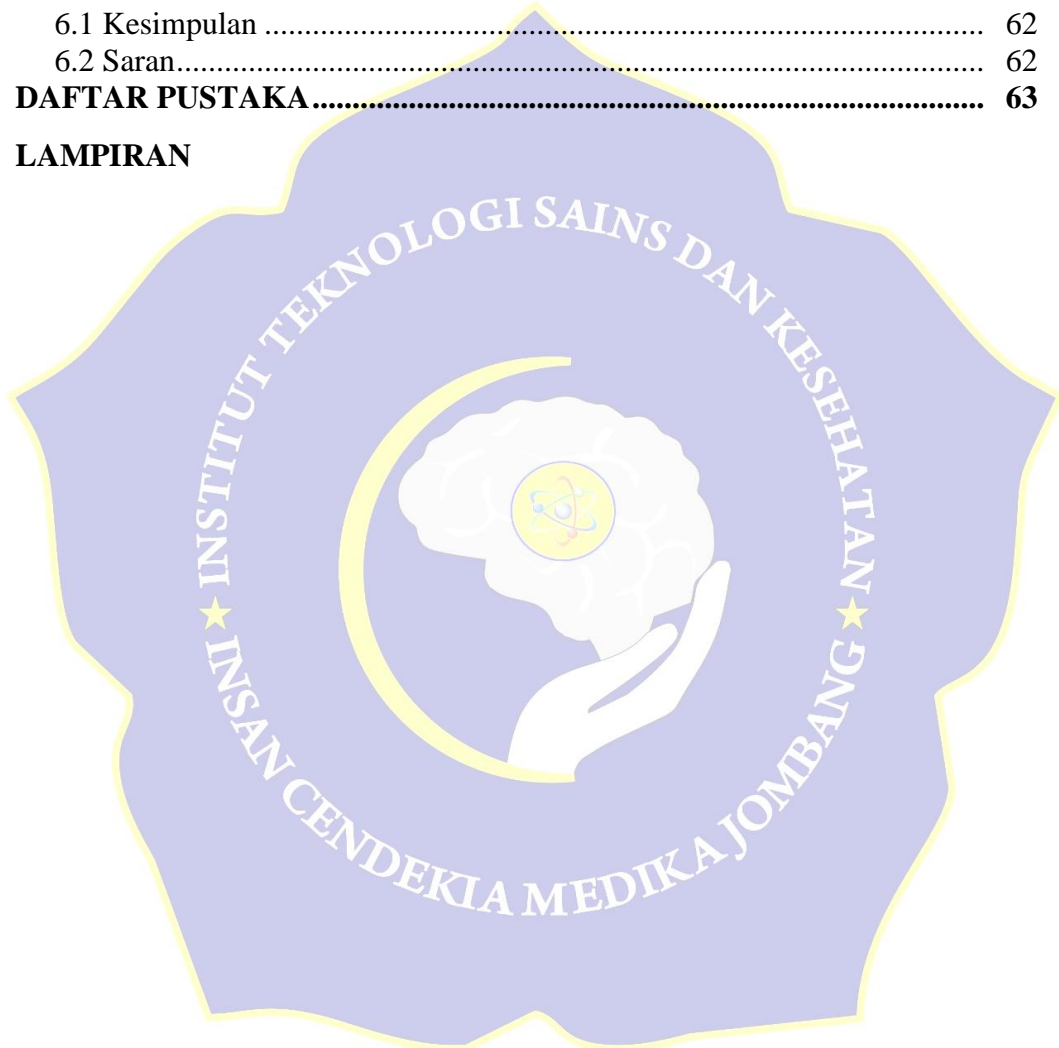 6.1 Kesimpulan .......................................................................................... 62
6.2 Saran..................................................................................................... 62
DAFTAR PUSTAKA.................................................................................... 63
LAMPIRAN
INSTITUT TEKNOLOGI SAINS DAN KESEHATAN
★ INSAN CENDEKIA MEDIKA JOMBANG ★